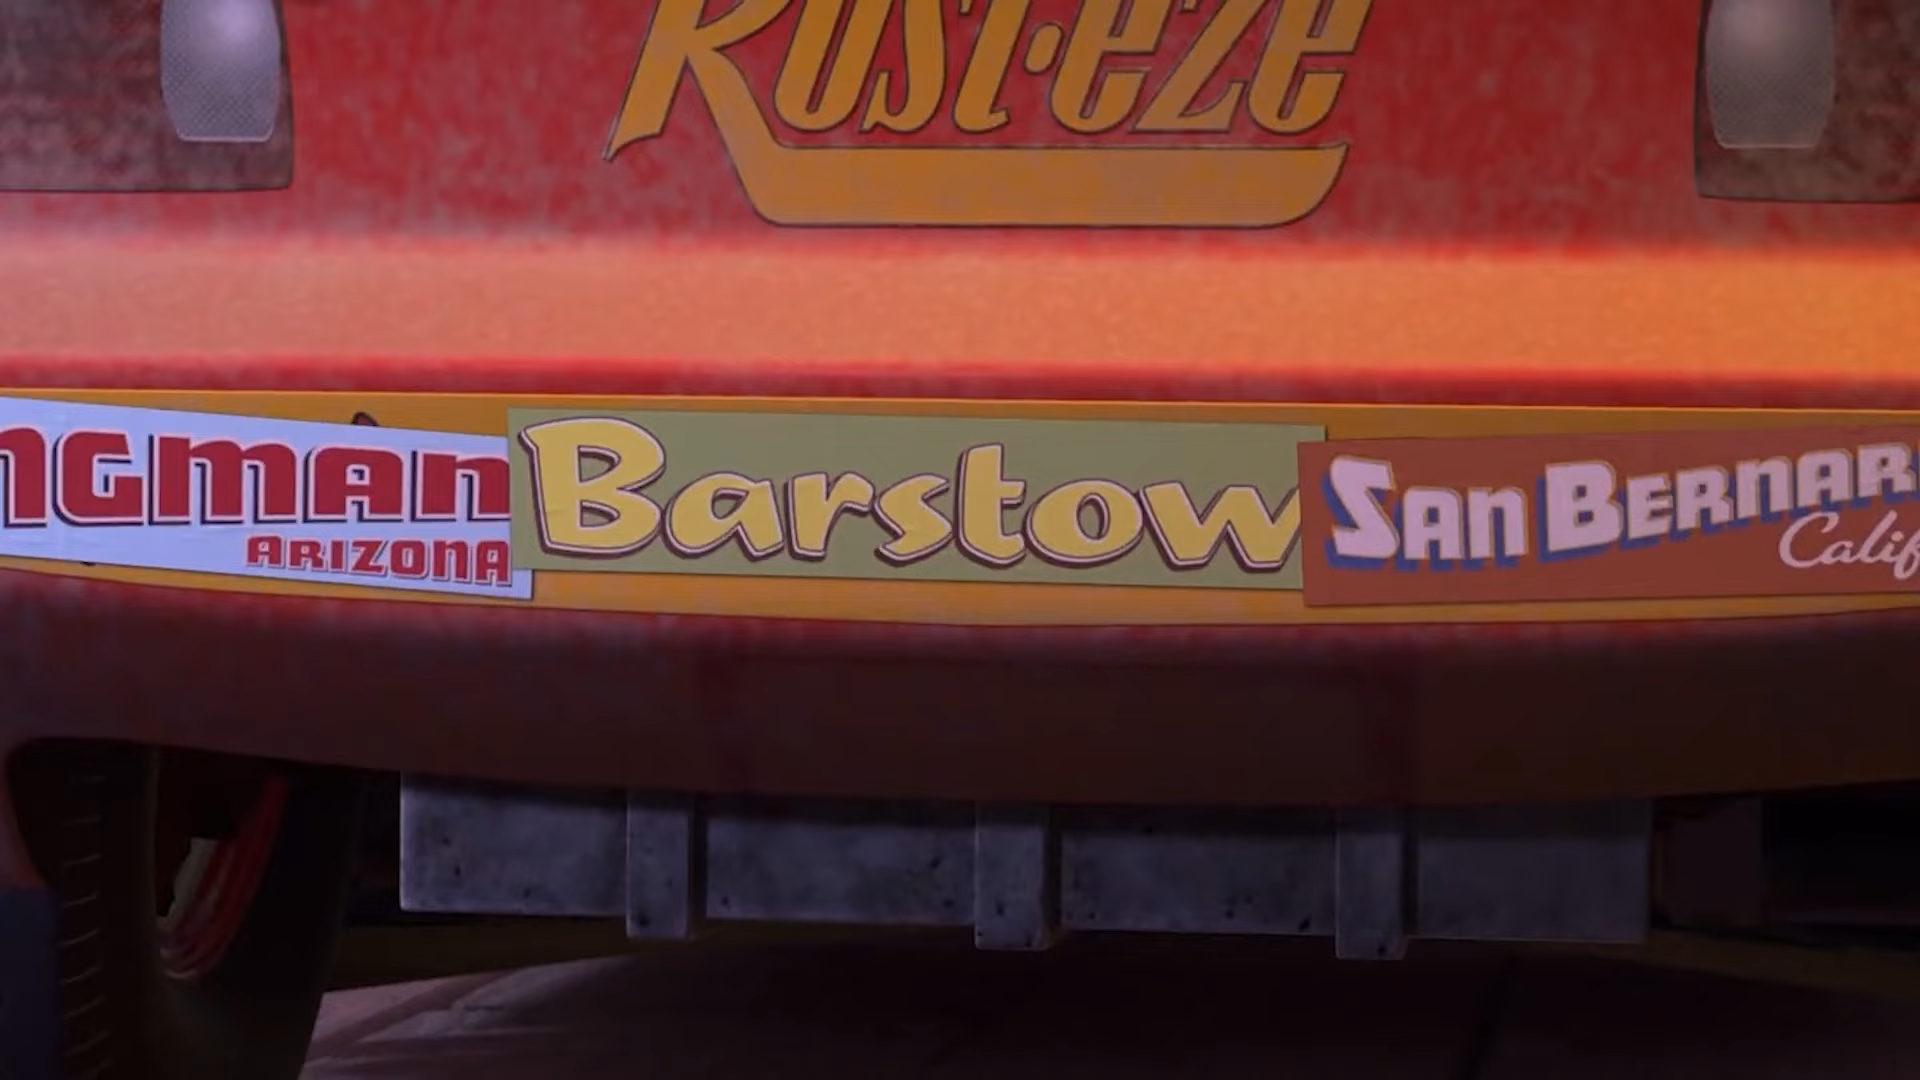 Rust-eze
NGMAN
ARIZONA
Barstow
SAN BERNAR
Calif